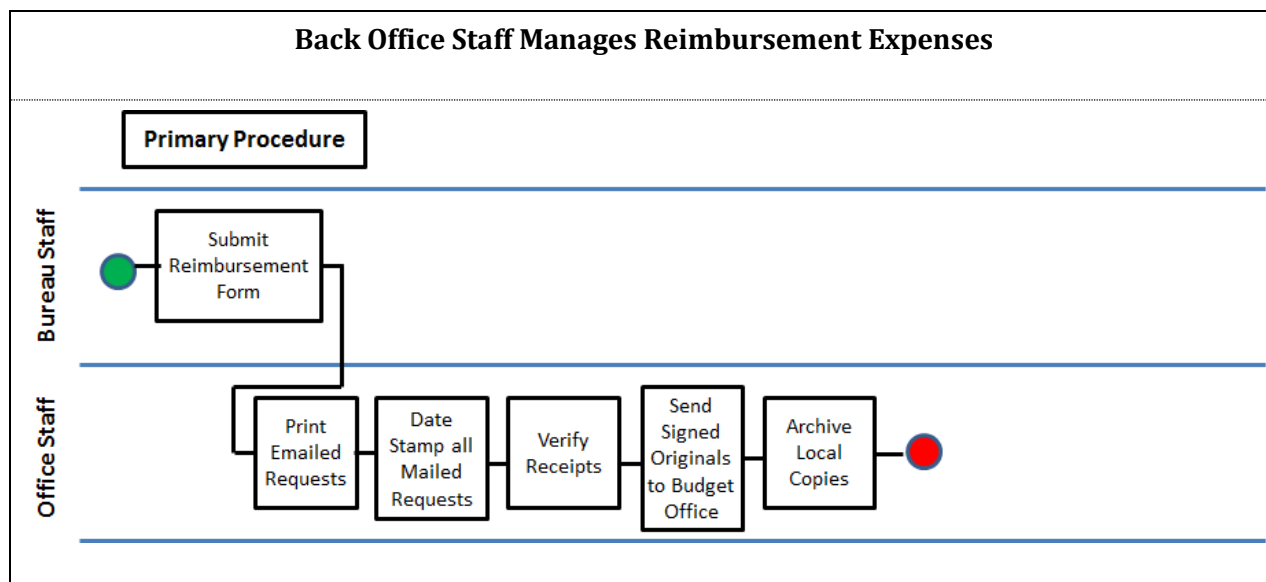 Back Office Staff Manages Reimbursement Expenses
Primary Procedure
Bureau Staff
Submit
Reimbursement
Form
Office Staff
Print
Emailed
Requests
Date
Stamp all
Mailed
Requests
Verify
Receipts
Send
Signed
Originals
to Budget
Office
Archive
Local
Copies